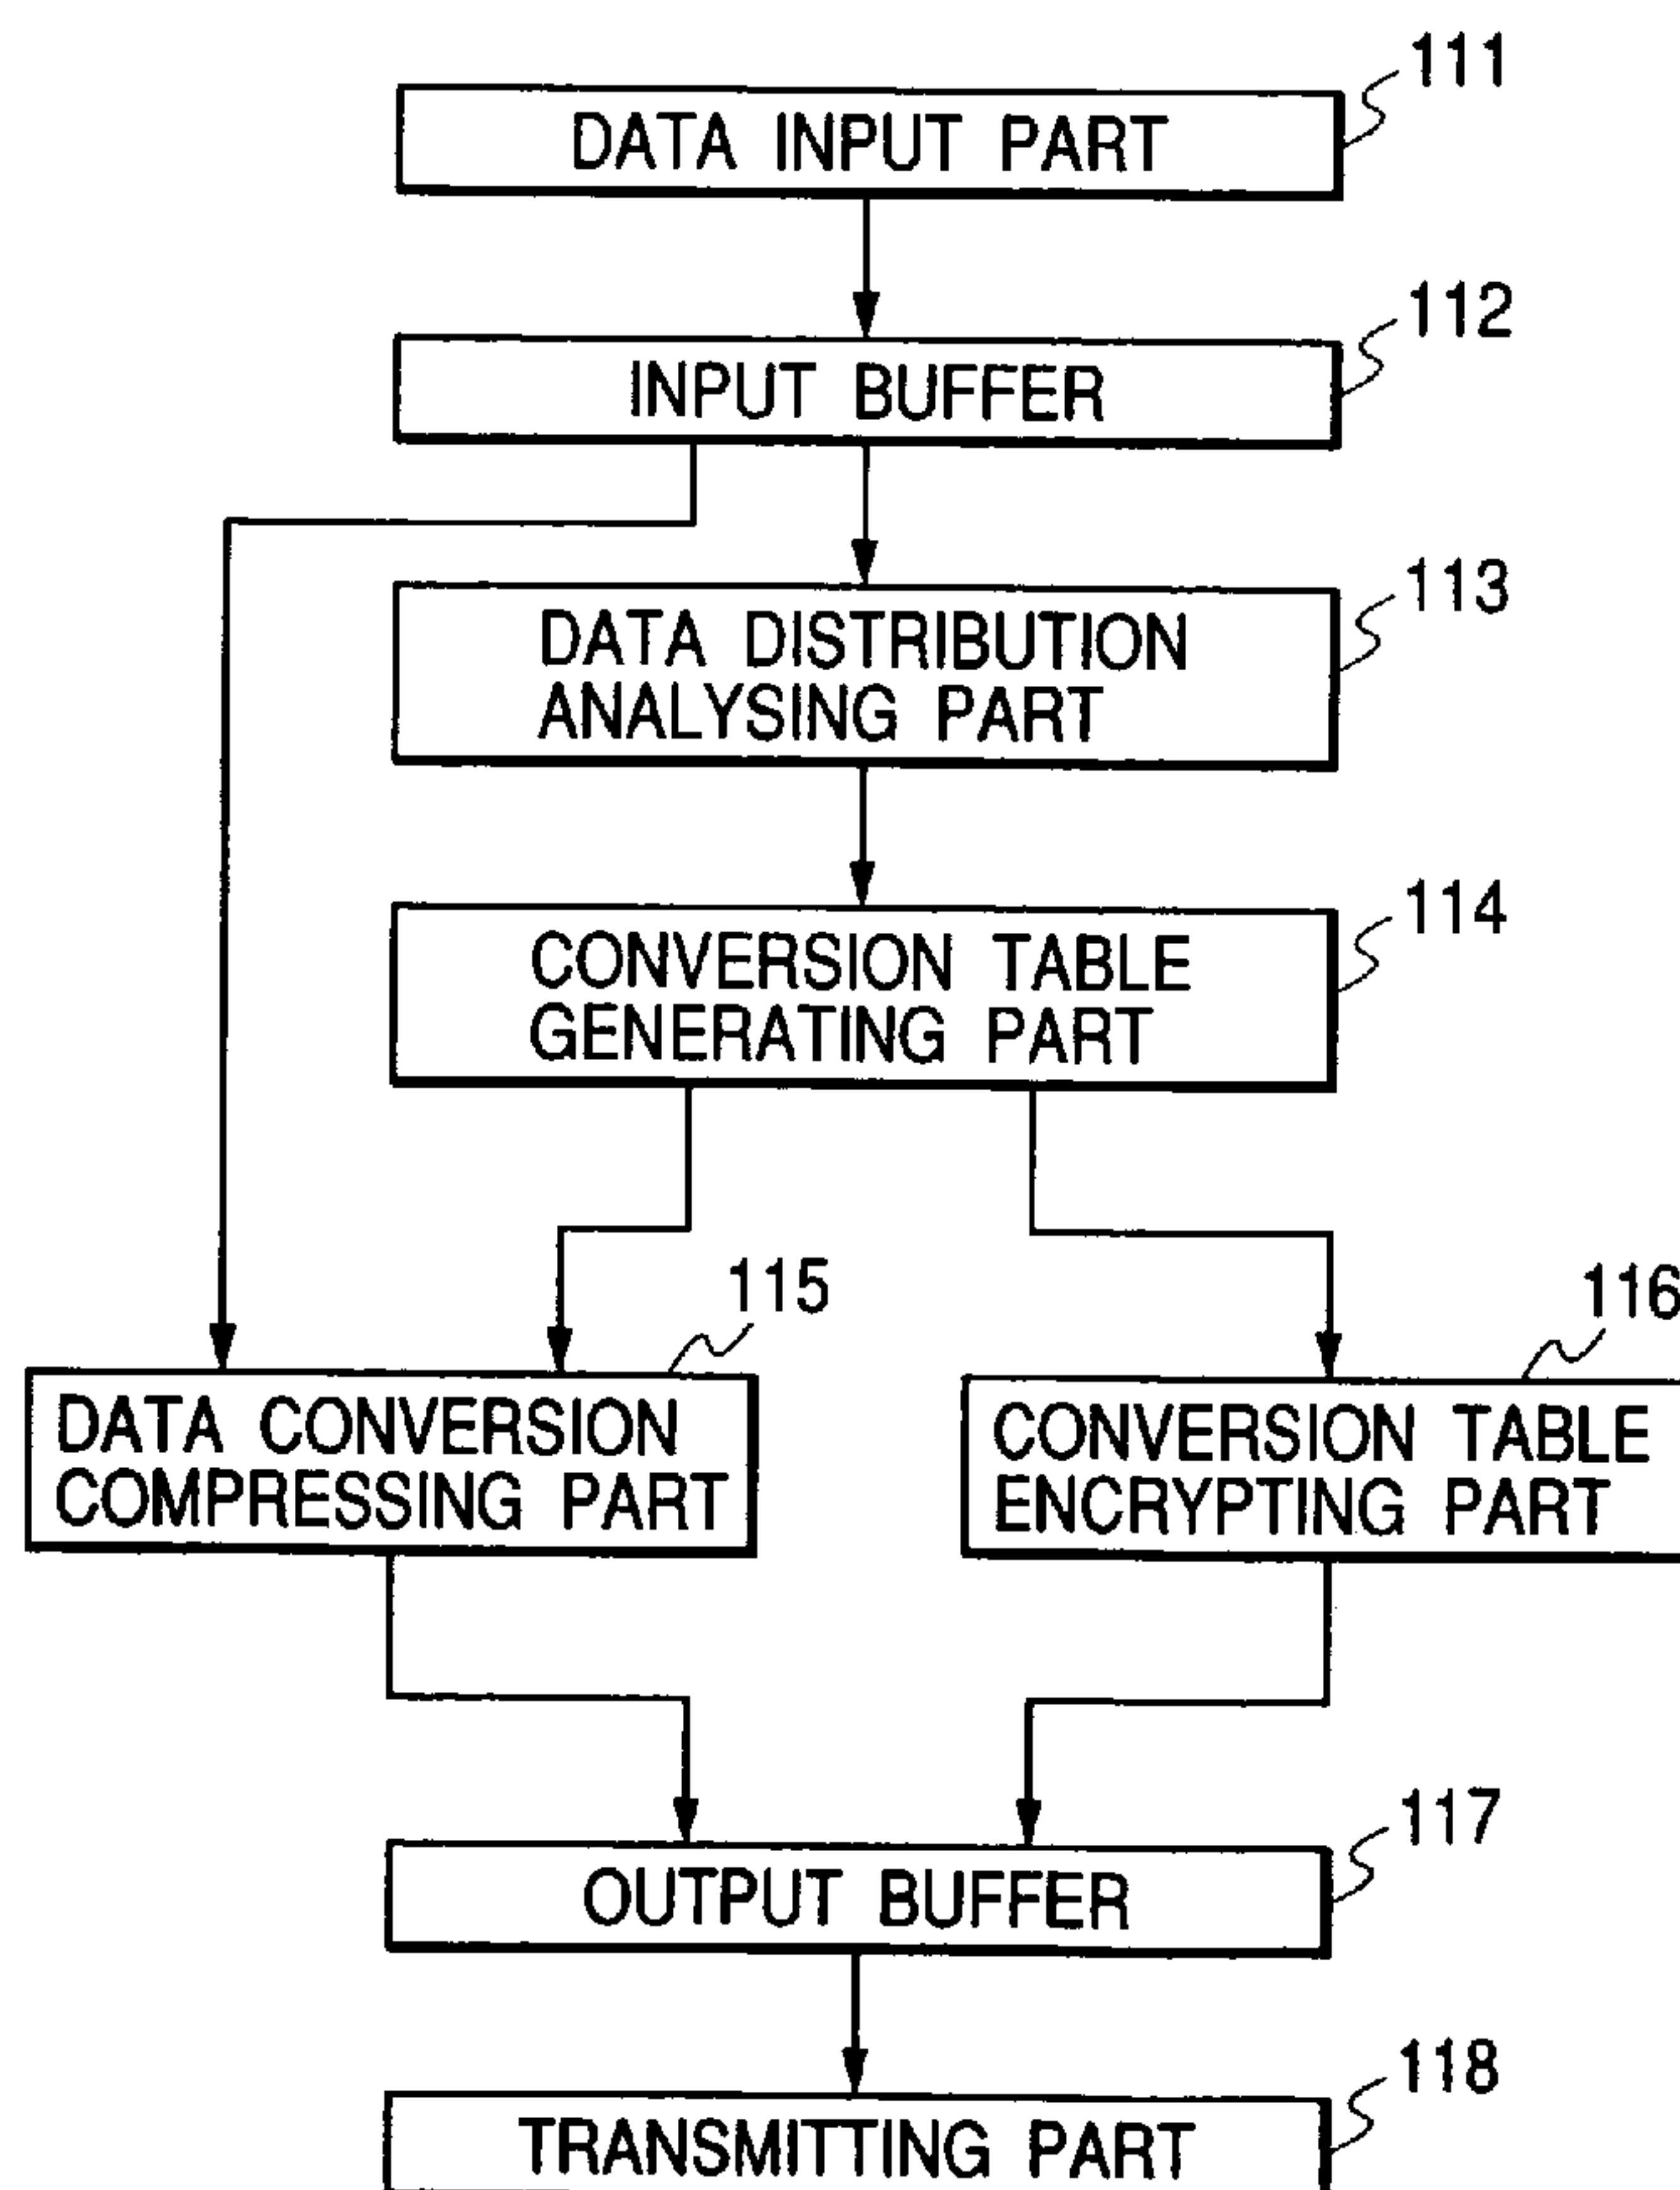 111
DATA INPUT PART
112
INPUT BUFFER
113
DATA DISTRIBUTION
ANALYSING PART
114
CONVERSION TABLE
GENERATING PART
115
116
DATA CONVERSION
COMPRESSING PART
CONVERSION TABLE
ENCRYPTING PART
117
OUTPUT BUFFER
118
TRANSMITTING PART